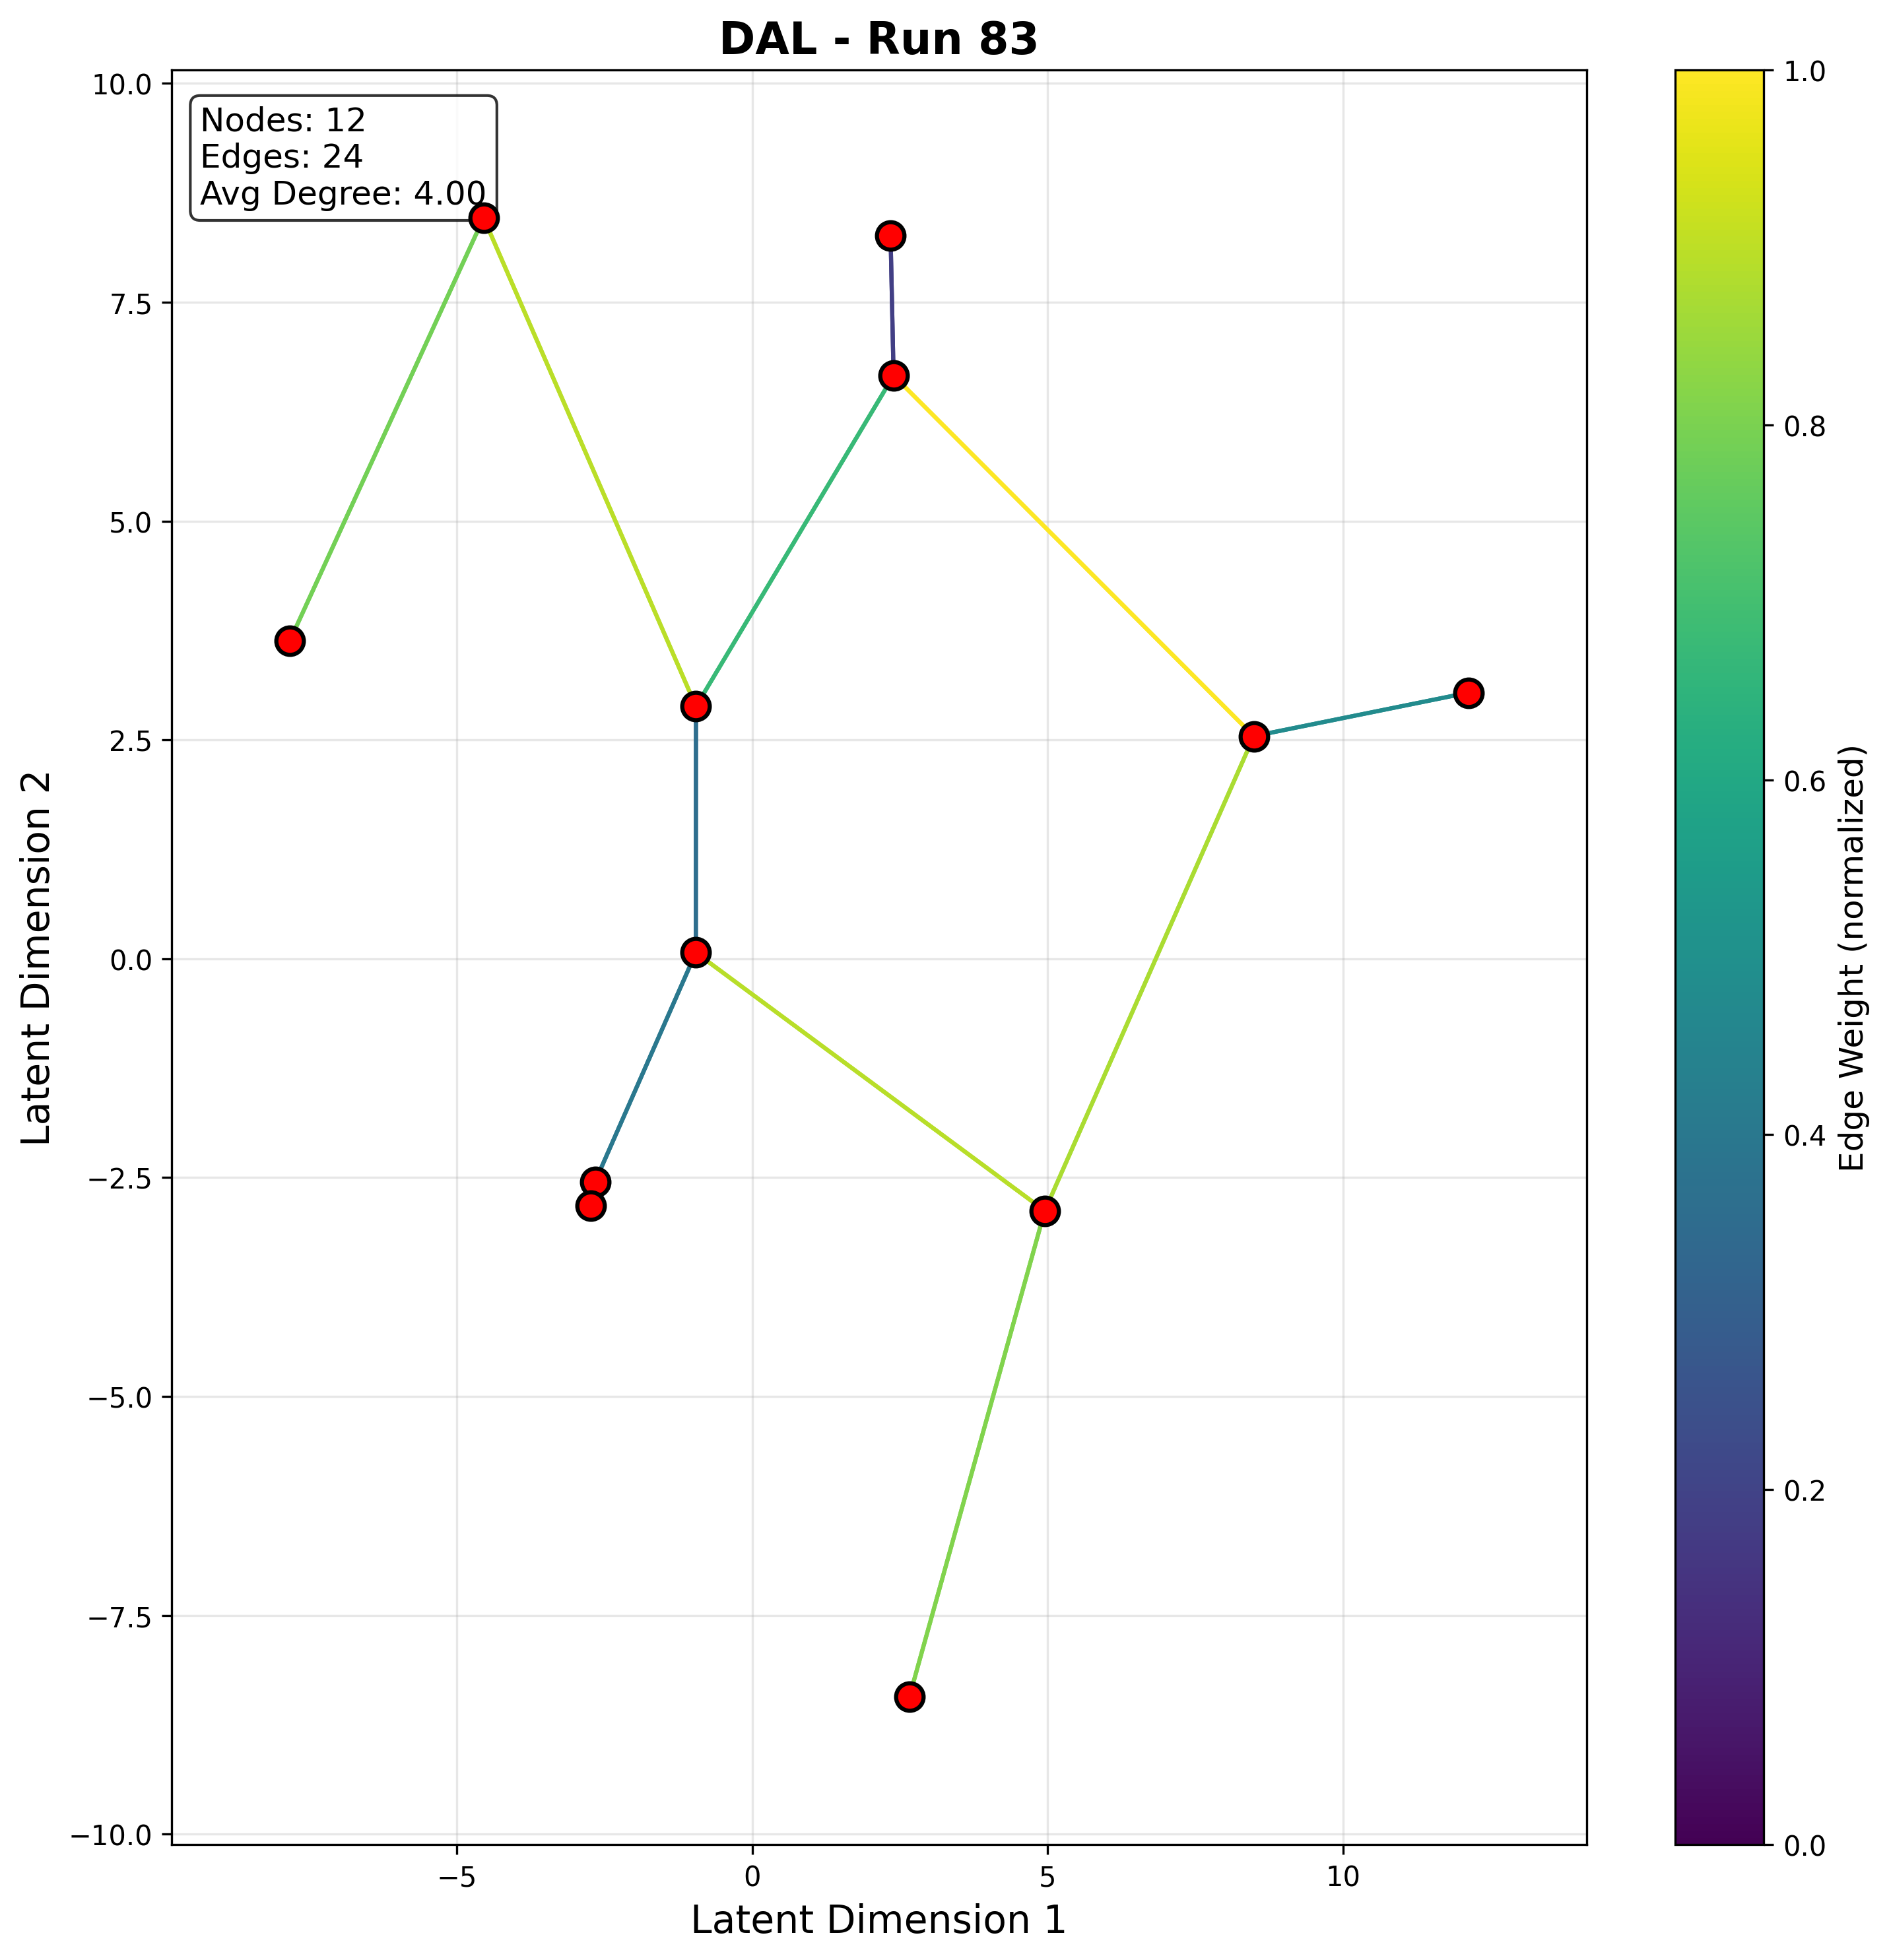 DAL - Run 83
Nodes: 12
Edges: 24
Avg Degree: 4.00
10.0
7.5
5.0
2.5
0.0
−2.5
−5.0
−7.5
−10.0
Latent Dimension 2
−5
0
5
10
Latent Dimension 1
1.0
0.8
0.6
0.4
0.2
0.0
Edge Weight (normalized)